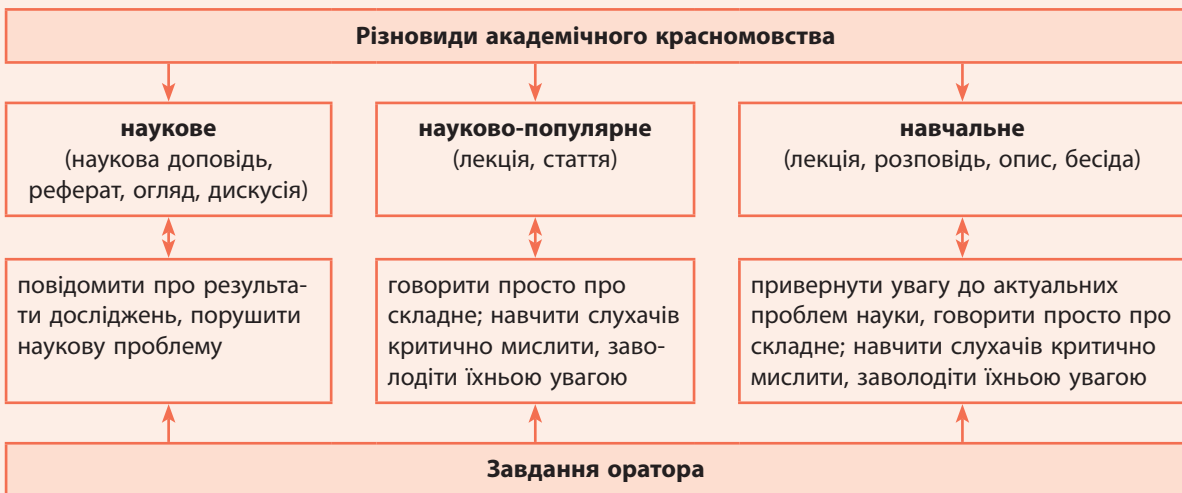 Різновиди академічного красномовства
наукове
(наукова доповідь,
реферат, огляд, дискусія)
науково-популярне
(лекція, стаття)
навчальне
(лекція, розповідь, опис, бесіда)
повідомити про результа-
ти досліджень, порушити
наукову проблему
говорити просто про
складне; навчити слухачів
критично мислити, заво-
лодіти їхньою увагою
привернути увагу до актуальних
проблем науки, говорити просто про
складне; навчити слухачів критично
мислити, заволодіти їхньою увагою
Завдання оратора